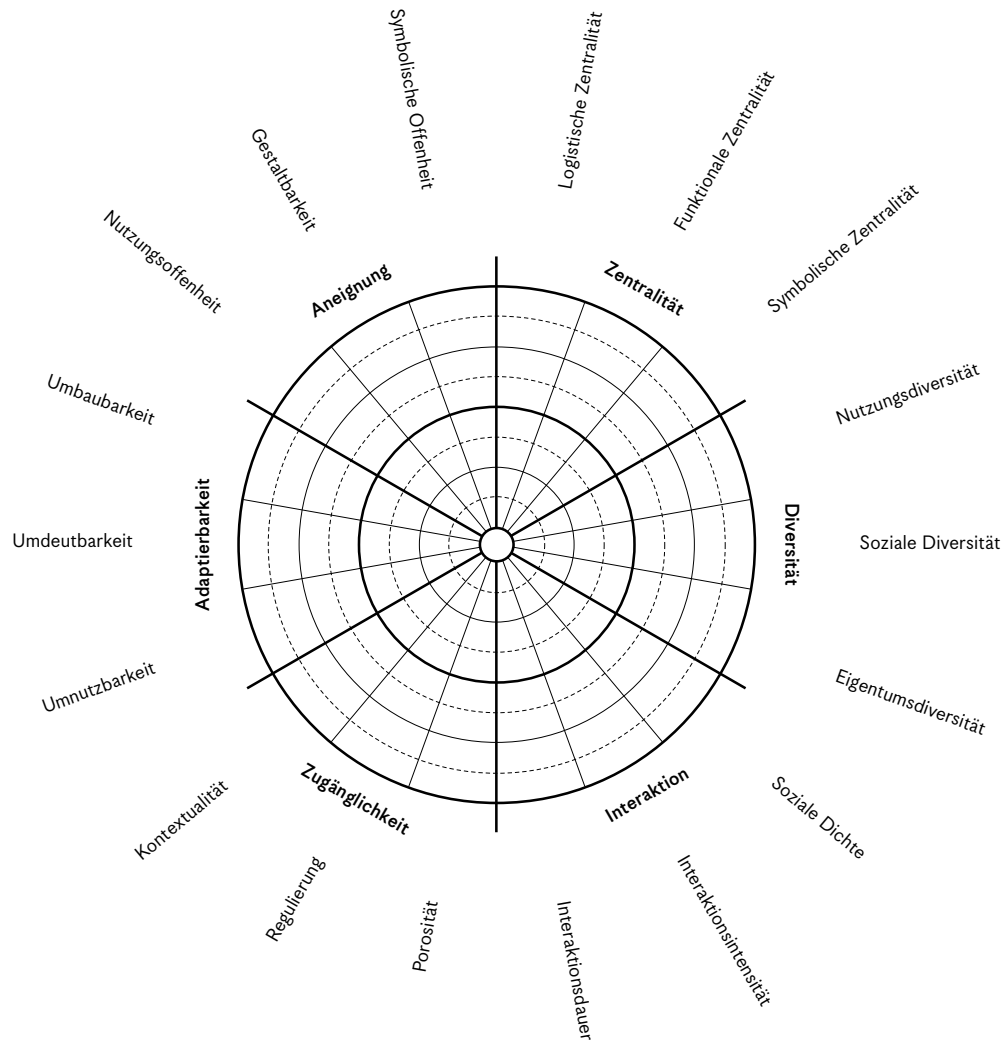 Symbolische Offenheit
Logistische Zentralität
Funktionale Zentralität
Gestaltbarkeit
Symbolische Zentralität
Nutzungsoffenheit
Aneignung
Zentralität
Umbaubarkeit
Nutzungsdiversität
Adaptierbarkeit
Diversität
Umdeutbarkeit
Soziale Diversität
Umnutzbarkeit
Eigentumsdiversität
Zugänglichkeit
Interaktion
Kontextualität
Soziale Dichte
Regulierung
Interaktionsintensität
Porosität
Interaktionsdauer